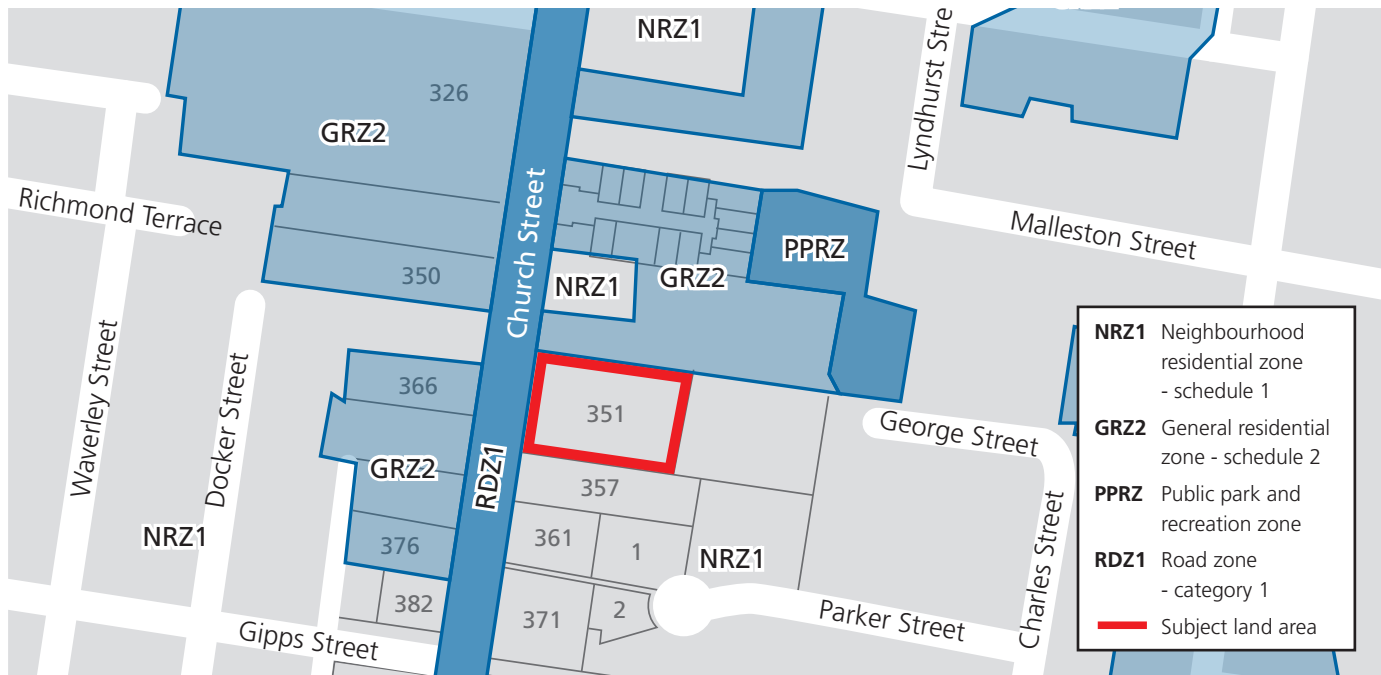 NRZ1
326
GRZ2
Lyndhurst Stre
Richmond Terrace
Church Street
Malleston Street
PPRZ
GRZ2
NRZ1
350
Waverley Street
Docker Street
366
351
George Street
GRZ2
RDZ1
357
376
NRZ1
361
1
NRZ1
Charles Street
382
371
2
Parker Street
Gipps Street
NRZ1 Neighbourhood
residential zone
- schedule 1
GRZ2 General residential
zone - schedule 2
PPRZ Public park and
recreation zone
RDZ1 Road zone
- category 1
Subject land area